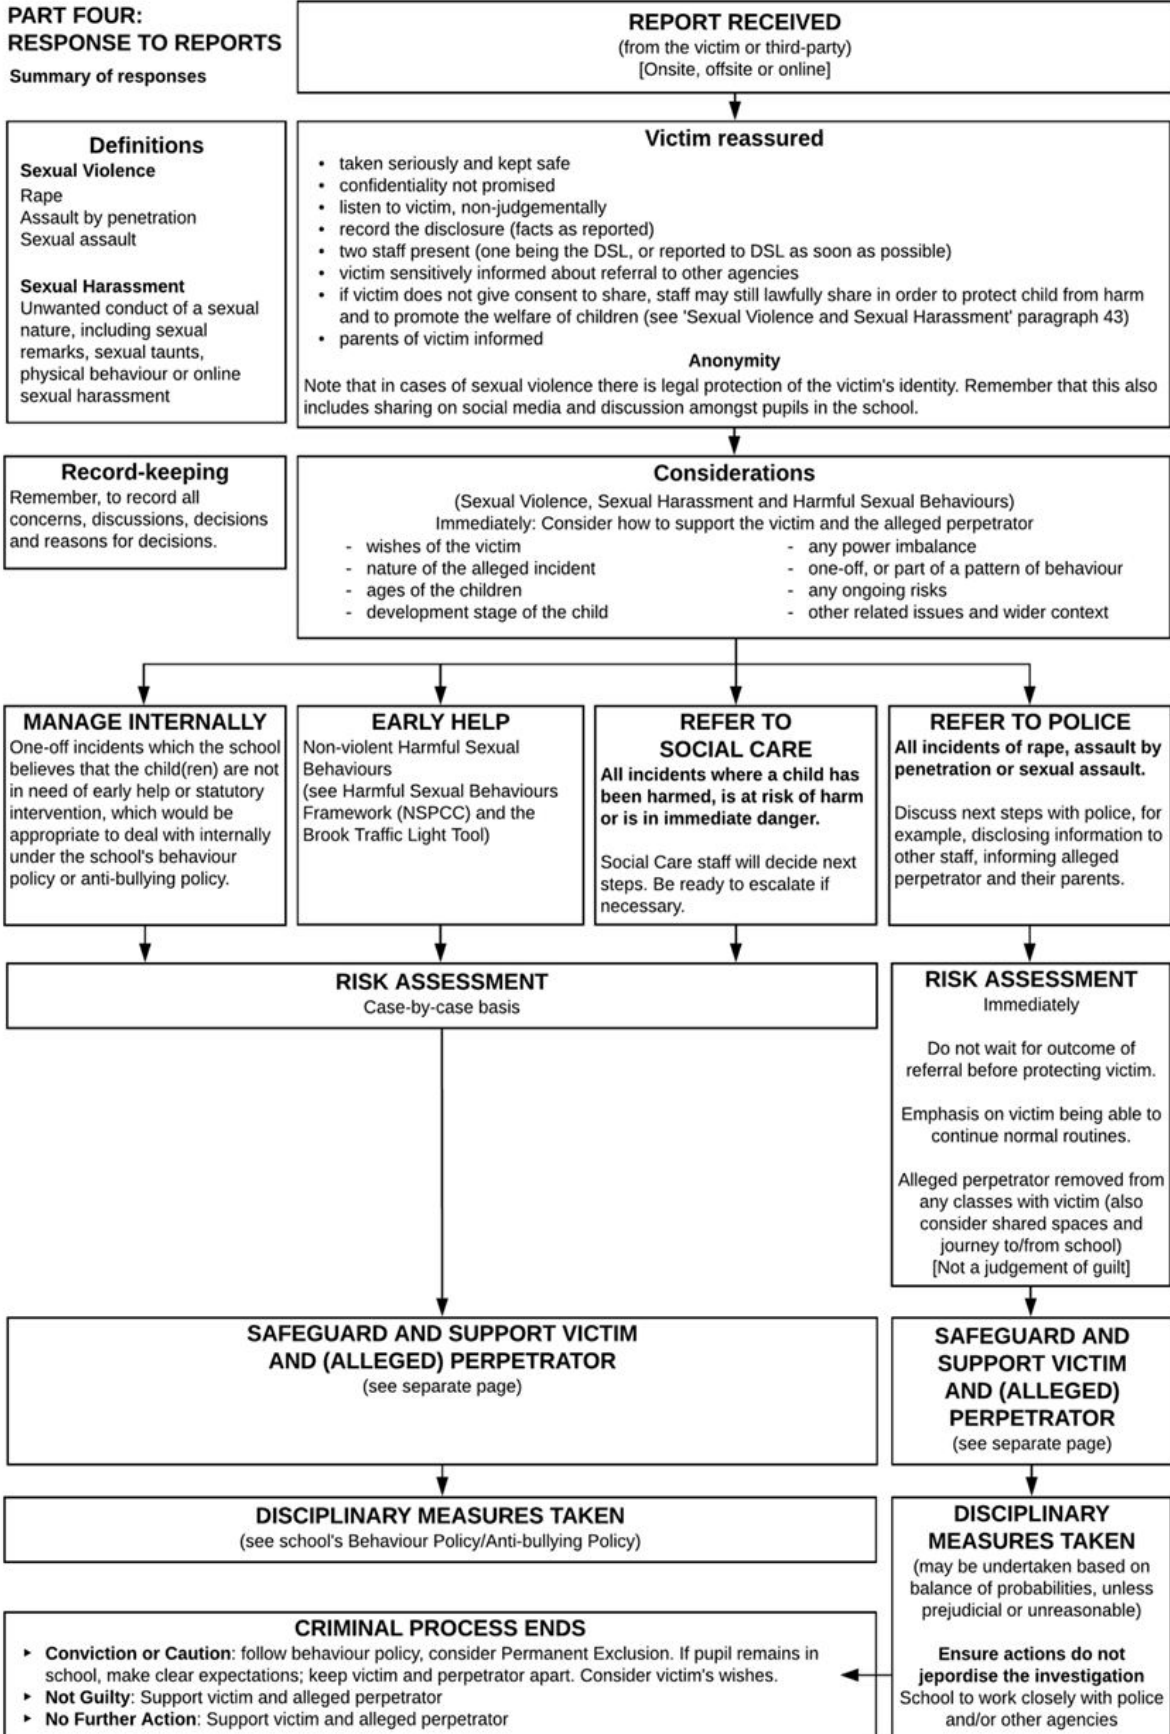 PART FOUR:
RESPONSE TO REPORTS
Summary of responses
REPORT RECEIVED
(from the victim or third-party)
[Onsite, offsite or online]
Definitions
Sexual Violence
Rape
Assault by penetration
Sexual assault
Sexual Harassment
Unwanted conduct of a sexual
nature, including sexual
remarks, sexual taunts,
physical behaviour or online
sexual harassment
Victim reassured
• taken seriously and kept safe
• confidentiality not promised
• listen to victim, non-judgementally
• record the disclosure (facts as reported)
• two staff present (one being the DSL, or reported to DSL as soon as possible)
• victim sensitively informed about referral to other agencies
• if victim does not give consent to share, staff may still lawfully share in order to protect child from harm
and to promote the welfare of children (see 'Sexual Violence and Sexual Harassment' paragraph 43)
• parents of victim informed
Anonymity
Note that in cases of sexual violence there is legal protection of the victim's identity. Remember that this also
includes sharing on social media and discussion amongst pupils in the school.
Record-keeping
Remember, to record all
concerns, discussions, decisions
and reasons for decisions.
Considerations
(Sexual Violence, Sexual Harassment and Harmful Sexual Behaviours)
Immediately: Consider how to support the victim and the alleged perpetrator
- wishes of the victim
- nature of the alleged incident
- ages of the children
- development stage of the child
- any power imbalance
- one-off, or part of a pattern of behaviour
- any ongoing risks
- other related issues and wider context
MANAGE INTERNALLY
One-off incidents which the school
believes that the child(ren) are not
in need of early help or statutory
intervention, which would be
appropriate to deal with internally
under the school's behaviour
policy or anti-bullying policy.
EARLY HELP
Non-violent Harmful Sexual
Behaviours
(see Harmful Sexual Behaviours
Framework (NSPCC) and the
Brook Traffic Light Tool)
REFER TO
SOCIAL CARE
All incidents where a child has
been harmed, is at risk of harm
or is in immediate danger.
Social Care staff will decide next
steps. Be ready to escalate if
necessary.
REFER TO POLICE
All incidents of rape, assault by
penetration or sexual assault.
Discuss next steps with police, for
example, disclosing information to
other staff, informing alleged
perpetrator and their parents.
RISK ASSESSMENT
Case-by-case basis
RISK ASSESSMENT
Immediately
Do not wait for outcome of
referral before protecting victim.
Emphasis on victim being able to
continue normal routines.
Alleged perpetrator removed from
any classes with victim (also
consider shared spaces and
journey to/from school)
[Not a judgement of guilt]
SAFEGUARD AND SUPPORT VICTIM
AND (ALLEGED) PERPETRATOR
(see separate page)
SAFEGUARD AND
SUPPORT VICTIM
AND (ALLEGED)
PERPETRATOR
(see separate page)
DISCIPLINARY MEASURES TAKEN
(see school's Behaviour Policy/Anti-bullying Policy)
DISCIPLINARY
MEASURES TAKEN
(may be undertaken based on
balance of probabilities, unless
prejudicial or unreasonable)
Ensure actions do not
jepordise the investigation
School to work closely with police
and/or other agencies
CRIMINAL PROCESS ENDS
‣ Conviction or Caution: follow behaviour policy, consider Permanent Exclusion. If pupil remains in
school, make clear expectations; keep victim and perpetrator apart. Consider victim's wishes.
‣ Not Guilty: Support victim and alleged perpetrator
‣ No Further Action: Support victim and alleged perpetrator